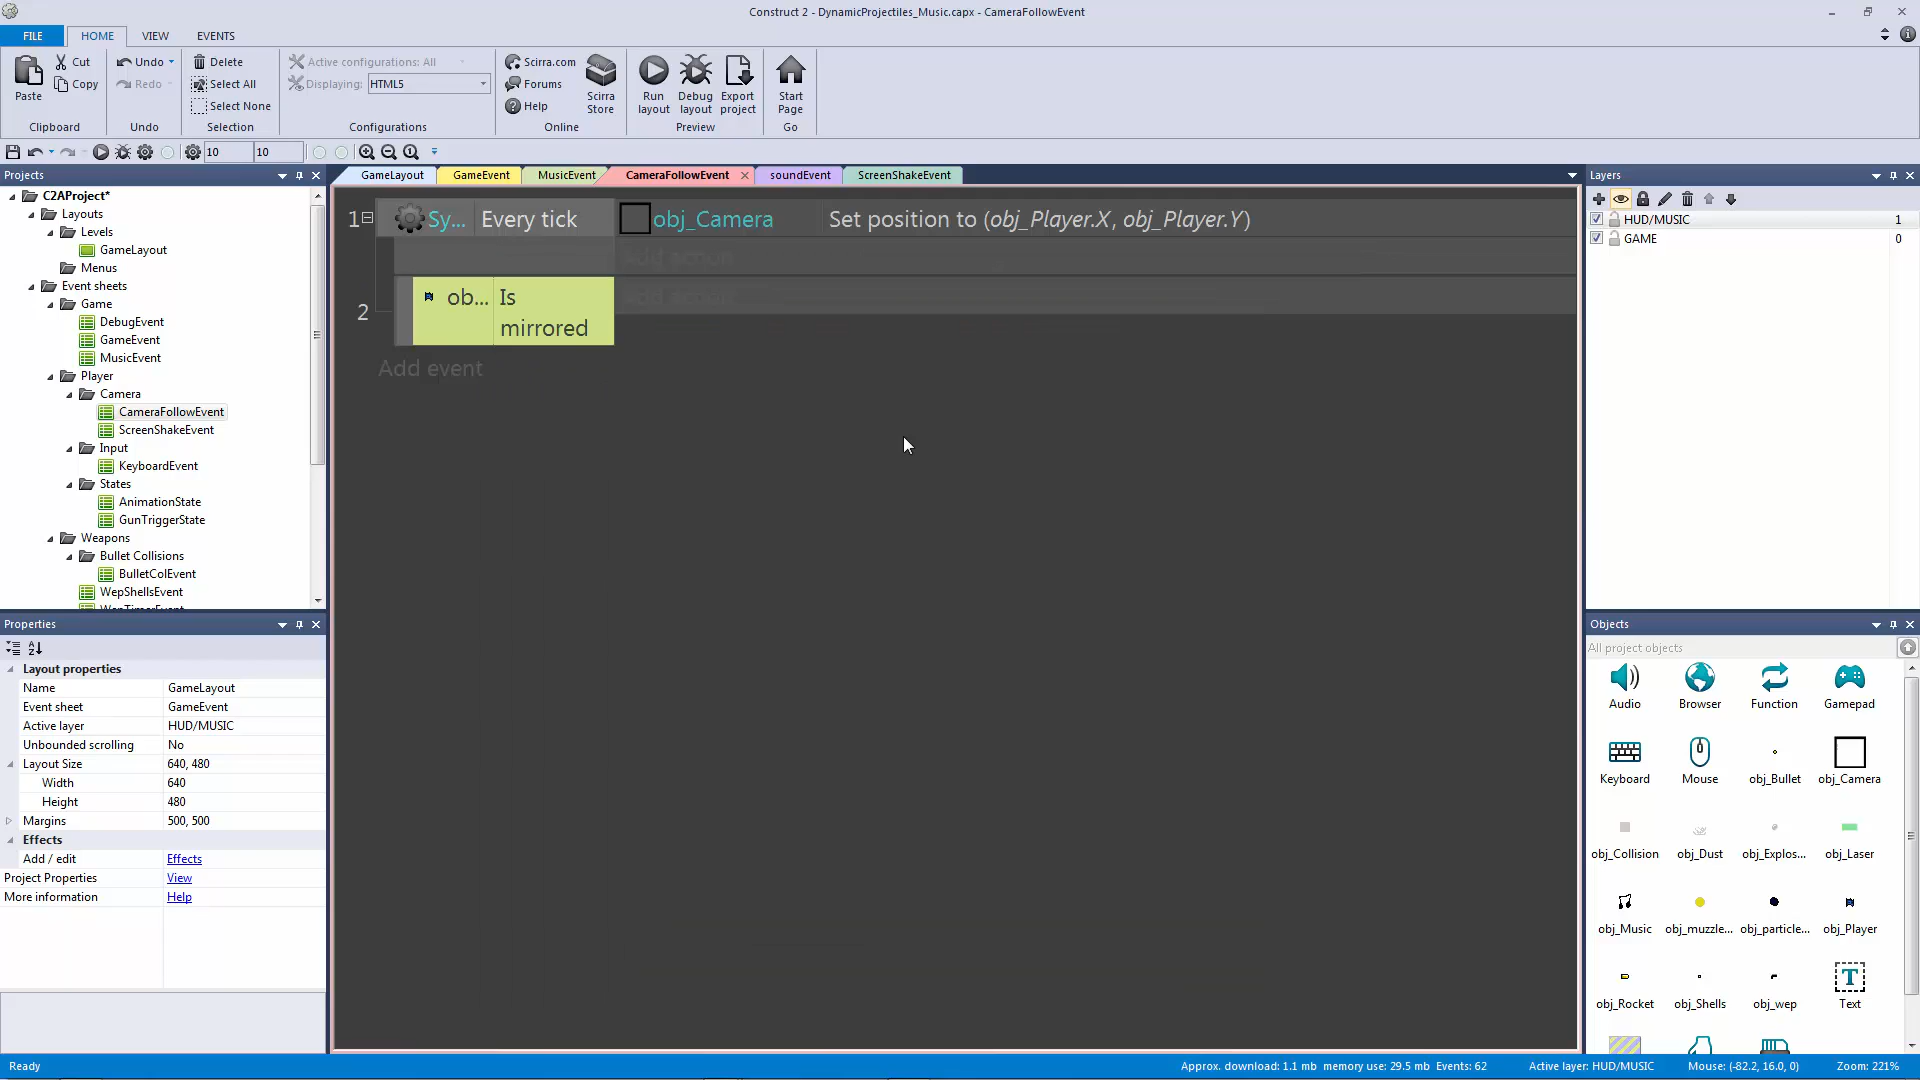 Construct 2 - DynamicProjectiles_Music.capx - CameraFollowEvent
FILE
HOME
VIEW
EVENTS
Paste
Cut
Copy
Clipboard
Undo
Redo
Undo
Delete
Select All
Select None
Selection
Active configurations: All
Displaying:
HTML5
Configurations
Scirra.com
Forums
Help
Scirra Store
Online
Run layout
Debug layout
Export project
Preview
Start Page
Go
10
10
Projects
C2AProject*
Layouts
Levels
GameLayout
Menus
Event sheets
Game
DebugEvent
GameEvent
MusicEvent
Player
Camera
CameraFollowEvent
ScreenShakeEvent
Input
KeyboardEvent
States
AnimationState
GunTriggerState
Weapons
Bullet Collisions
BulletColEvent
WepShellsEvent
WepTimerEvent
Properties
Layout properties
Name GameLayout
Event sheet GameEvent
Active layer HUD/MUSIC
Unbounded scrolling No
Layout Size 640, 480
Width 640
Height 480
Margins 500, 500
Effects
Add / edit Effects
Project Properties View
More information Help
GameLayout
GameEvent
MusicEvent
CameraFollowEvent
soundEvent
ScreenShakeEvent
1 Sy... Every tick obj_Camera Set position to (obj_Player.X, obj_Player.Y)
Add action
2 ob... Is mirrored Add action
Add event
Layers
HUD/MUSIC 1
GAME 0
Objects
All project objects
Audio
Browser
Function
Gamepad
Keyboard
Mouse
obj_Bullet
obj_Camera
obj_Collision
obj_Dust
obj_Explos...
obj_Laser
obj_Music
obj_muzzle...
obj_particle...
obj_Player
obj_Rocket
obj_Shells
obj_wep
Text
Ready
Approx. download: 1.1 mb memory use: 29.5 mb Events: 62
Active layer: HUD/MUSIC
Mouse: (-82.2, 16.0, 0)
Zoom: 221%